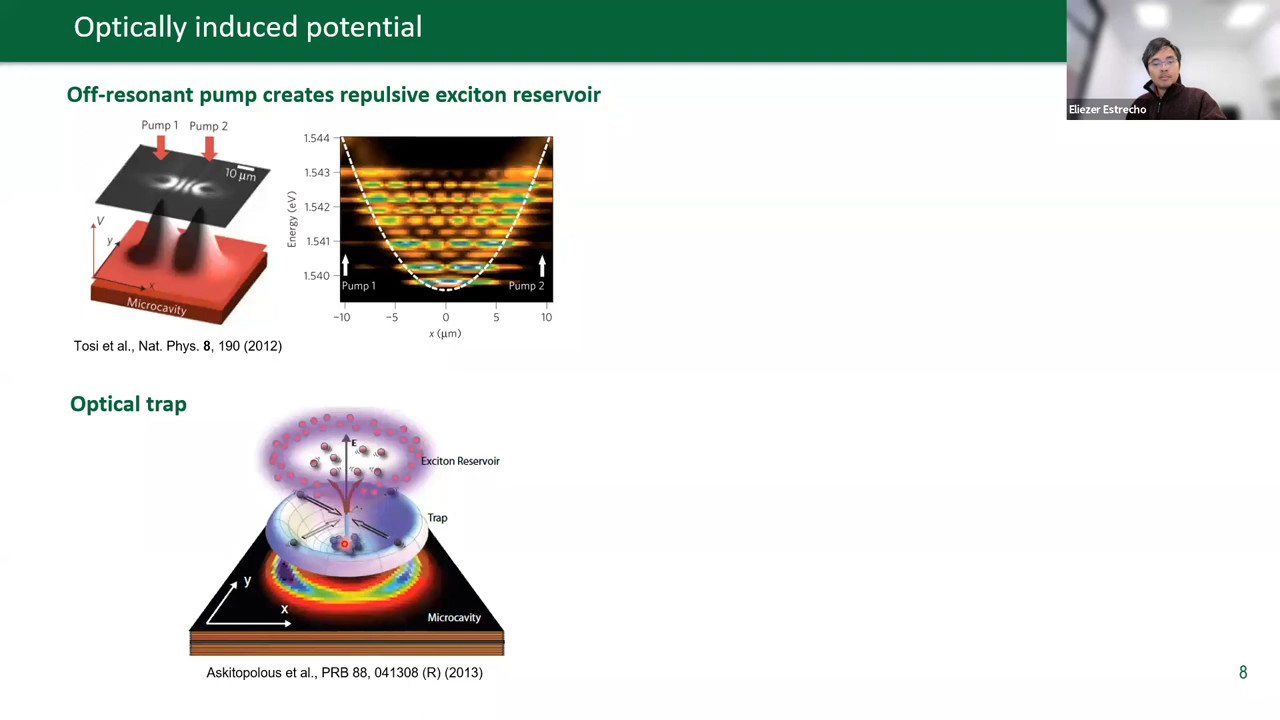 Optically induced potential
Eliezer Estrecho
Off-resonant pump creates repulsive exciton reservoir
Pump 1 Pump 2
10 μm
V
y
x
Microcavity
1.544
1.543
1.542
1.541
1.540
Energy (eV)
Pump 1 Pump 2
−10 −5 0 5 10
x (μm)
Tosi et al., Nat. Phys. 8, 190 (2012)
Optical trap
E
Exciton Reservoir
Trap
y
x
Microcavity
Askitopolous et al., PRB 88, 041308 (R) (2013)
8